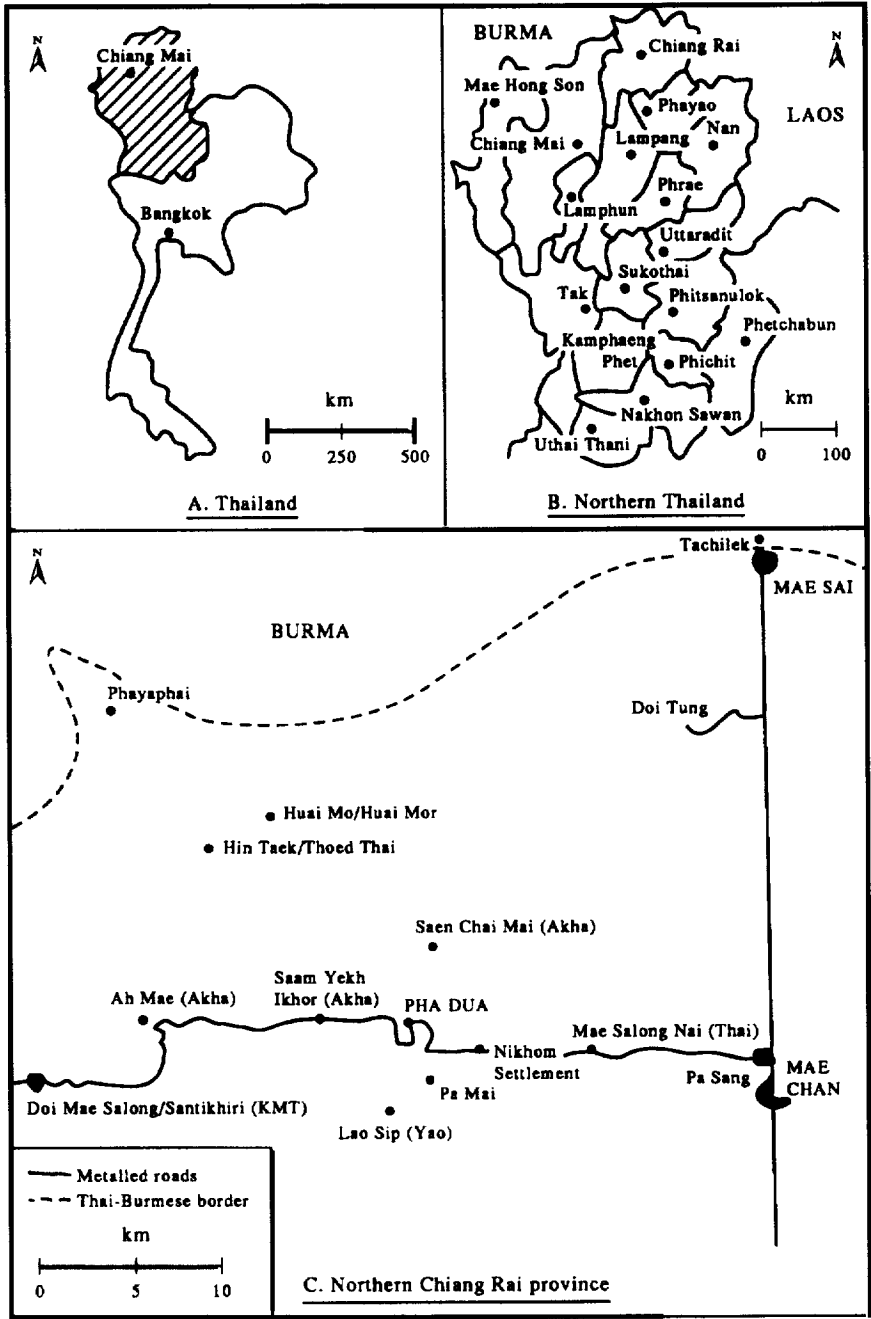 N
Chiang Mai
Bangkok
km
0 250 500
A. Thailand
BURMA
N
Chiang Rai
Mae Hong Son
Phayao
LAOS
Nan
Chiang Mai
Lampang
Phrae
Lamphun
Uttaradit
Sukothai
Tak
Phitsanulok
Phetchabun
Kamphaeng
Phet
Phichit
km
Nakhon Sawan
Uthai Thani
0 100
B. Northern Thailand
N
Tachilek
MAE SAI
BURMA
Phayaphai
Doi Tung
Huai Mo/Huai Mor
Hin Taek/Thoed Thai
Saen Chai Mai (Akha)
Saam Yekh
Ikhor (Akha)
Ah Mae (Akha)
PHA DUA
Mae Salong Nai (Thai)
Nikhom
Settlement
Pa Sang
MAE
CHAN
Pa Mai
Doi Mae Salong/Santikhiri (KMT)
Lao Sip (Yao)
Metalled roads
Thai-Burmese border
km
0 5 10
C. Northern Chiang Rai province